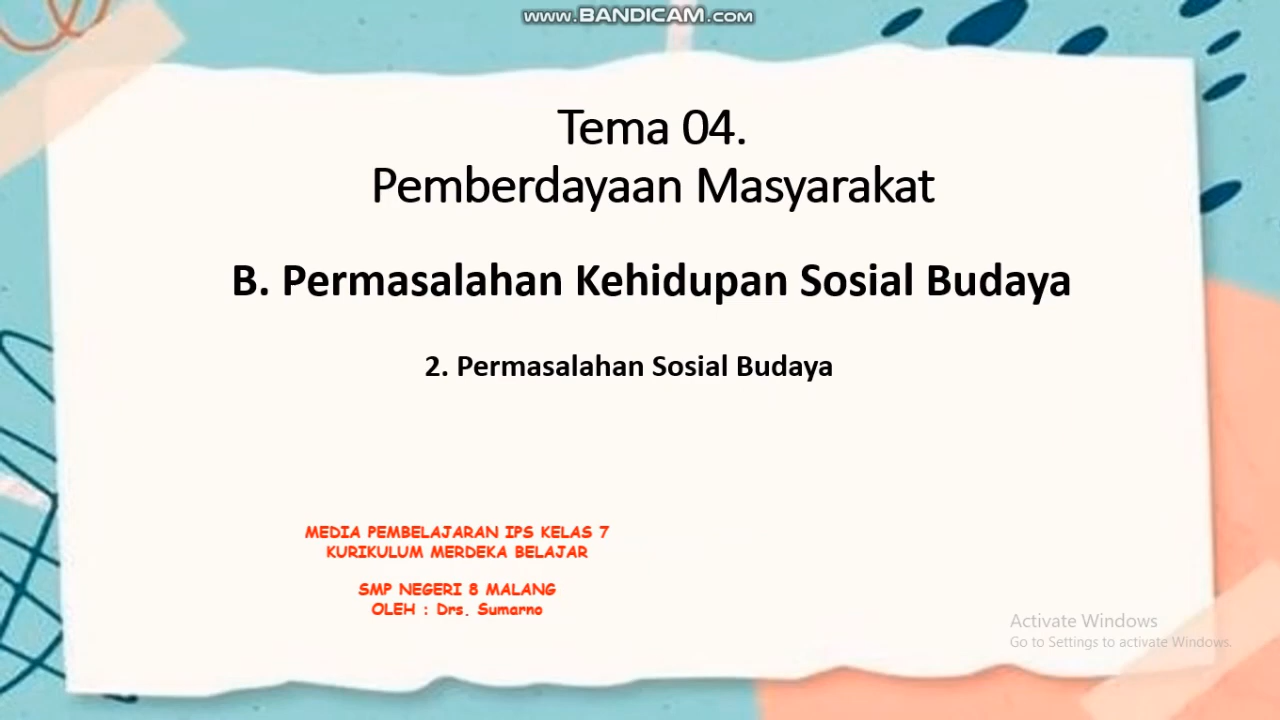 www.BANDICAM.com
Tema 04.
Pemberdayaan Masyarakat
B. Permasalahan Kehidupan Sosial Budaya
2. Permasalahan Sosial Budaya
MEDIA PEMBELAJARAN IPS KELAS 7
KURIKULUM MERDEKA BELAJAR
SMP NEGERI 8 MALANG
OLEH : Drs. Sumarno
Activate Windows
Go to Settings to activate Windows.